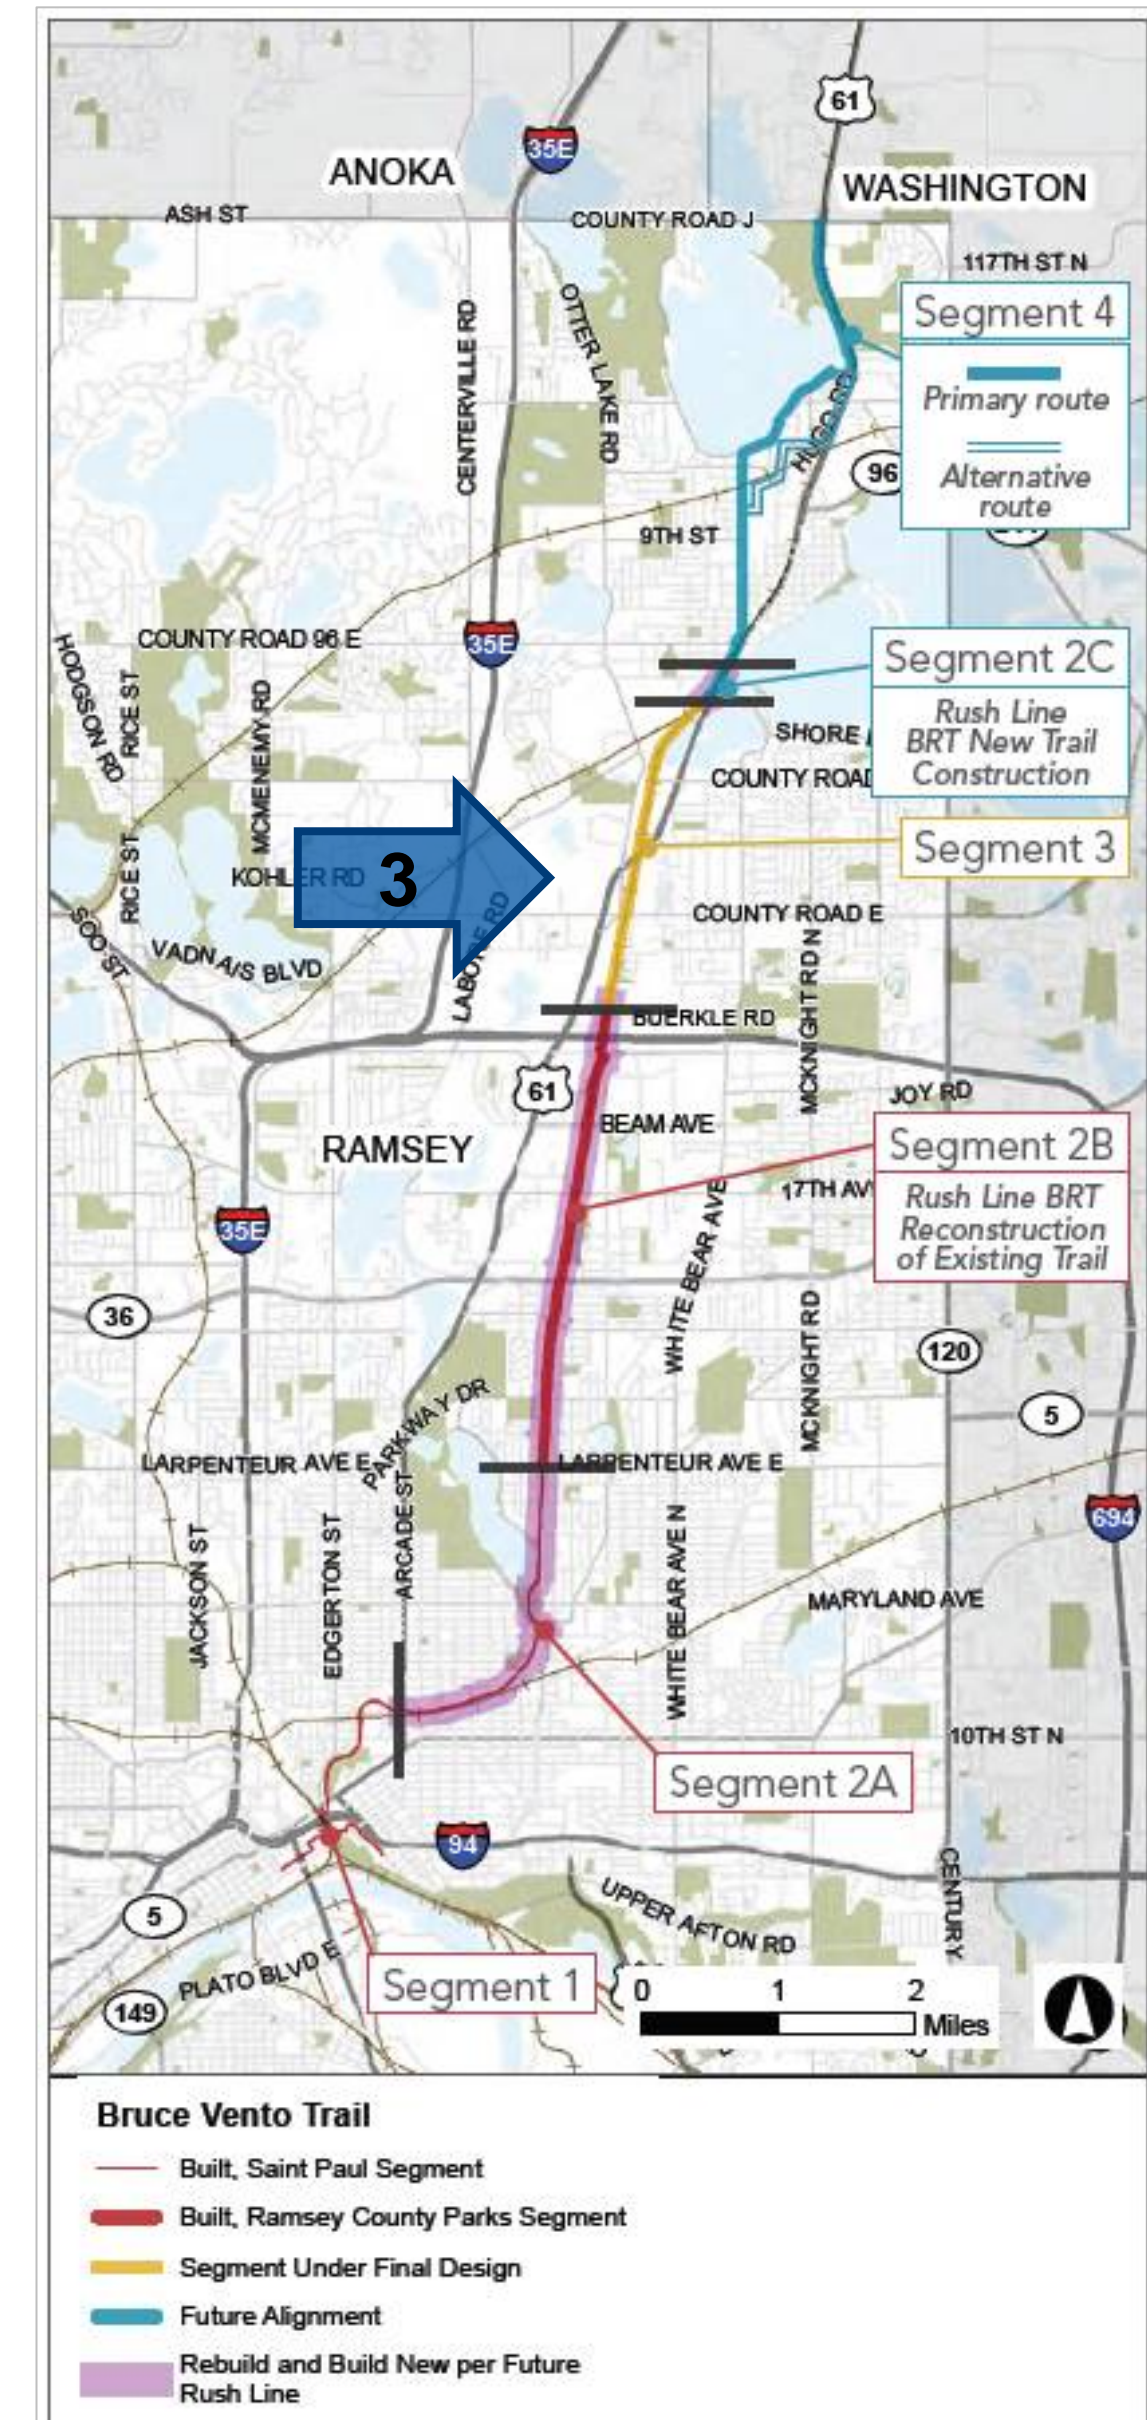 61
35E
ANOKA
WASHINGTON
ASH ST
COUNTY ROAD J
117TH ST N
Segment 4
Primary route
Alternative
route
CENTERVILLE RD
OTTER LAKE RD
HUGO RD
96
9TH ST
35E
COUNTY ROAD 96 E
HODGSON RD
RICE ST
MCMENEMY RD
Segment 2C
Rush Line
BRT New Trail
Construction
SHORE
COUNTY ROAD
Segment 3
3
RICE ST
KOHLER RD
COUNTY ROAD E
SOO ST
VADNAIS BLVD
LABORE RD
MCKNIGHT RD N
BUERKLE RD
61
JOY RD
BEAM AVE
RAMSEY
Segment 2B
Rush Line BRT
Reconstruction
of Existing Trail
17TH AV
WHITE BEAR AVE
35E
36
MCKNIGHT RD
120
5
PARKWAY DR
LARPENTEUR AVE E
LARPENTEUR AVE E
694
JACKSON ST
EDGERTON ST
ARCADE ST
WHITE BEAR AVE N
MARYLAND AVE
10TH ST N
Segment 2A
94
CENTURY
5
UPPER AFTON RD
PLATO BLVD E
Segment 1
149
0 1 2
Miles
Bruce Vento Trail
Built, Saint Paul Segment
Built, Ramsey County Parks Segment
Segment Under Final Design
Future Alignment
Rebuild and Build New per Future
Rush Line